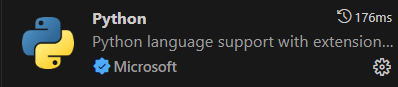 Python 176ms
Python language support with extension...
Microsoft